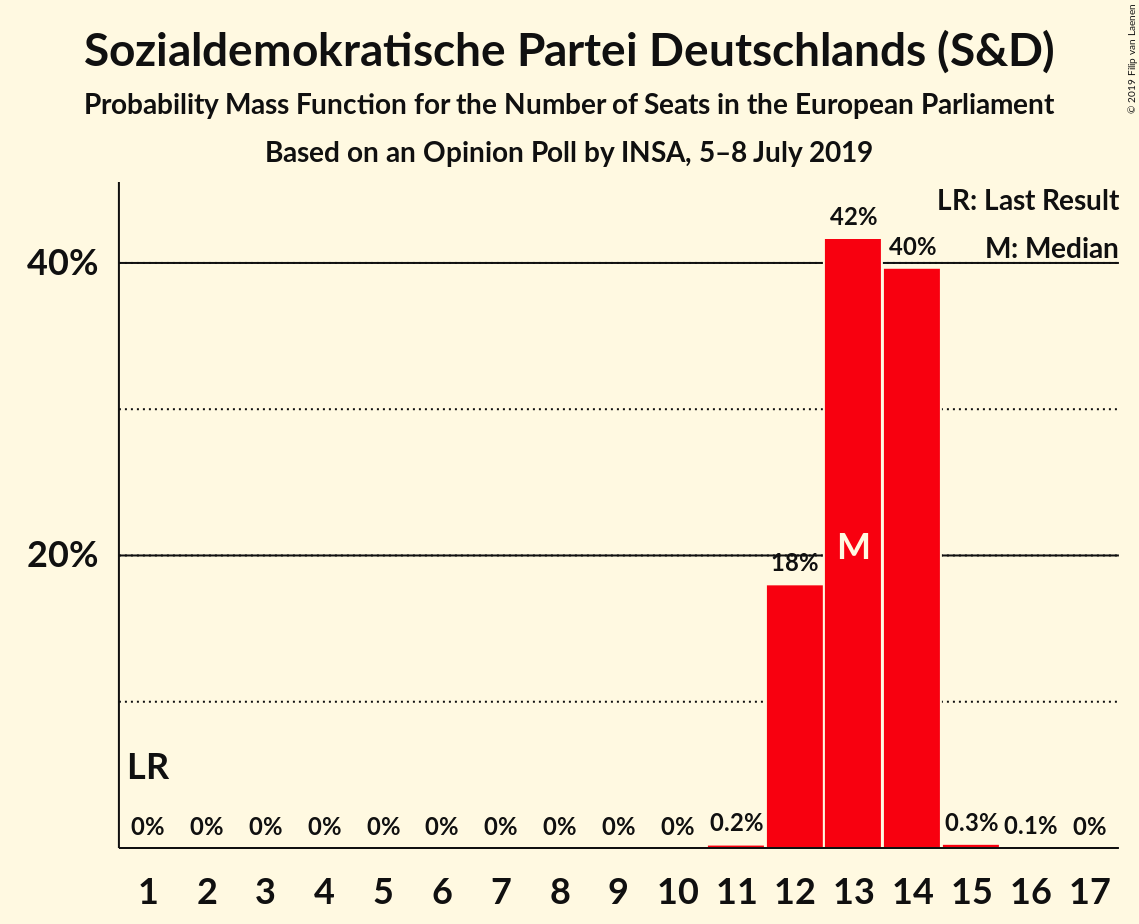 Sozialdemokratische Partei Deutschlands (S&D)
Probability Mass Function for the Number of Seats in the European Parliament
Based on an Opinion Poll by INSA, 5–8 July 2019
© 2019 Filip van Laenen
LR: Last Result
M: Median
40%
20%
42%
40%
18%
M
LR
0% 0% 0% 0% 0% 0% 0% 0% 0% 0% 0.2% 0.3% 0.1% 0%
1 2 3 4 5 6 7 8 9 10 11 12 13 14 15 16 17